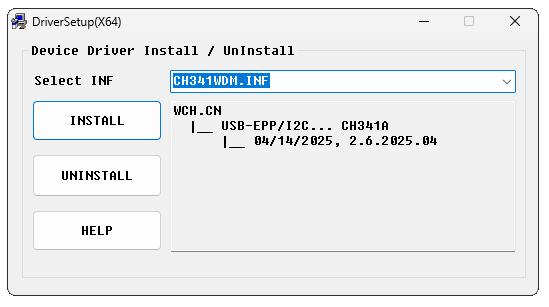 DriverSetup(X64)
Device Driver Install / UnInstall
Select INF
CH341WDM.INF
INSTALL
UNINSTALL
HELP
WCH.CN
|__ USB-EPP/I2C... CH341A
|__ 04/14/2025, 2.6.2025.04